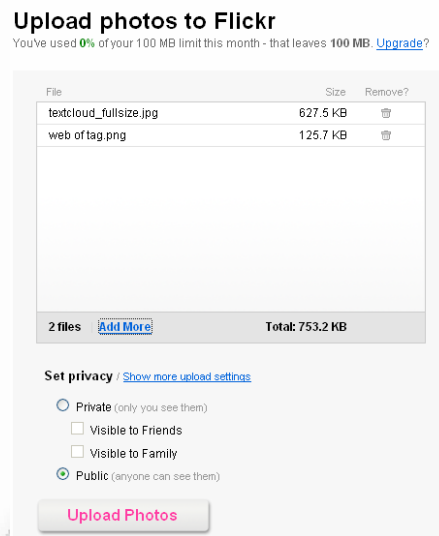 Upload photos to Flickr
You've used 0% of your 100 MB limit this month - that leaves 100 MB. Upgrade?
File Size Remove?
textcloud_fullsize.jpg 627.5 KB
web of tag.png 125.7 KB
2 files Add More Total: 753.2 KB
Set privacy / Show more upload settings
Private (only you see them)
Visible to Friends
Visible to Family
Public (anyone can see them)
Upload Photos